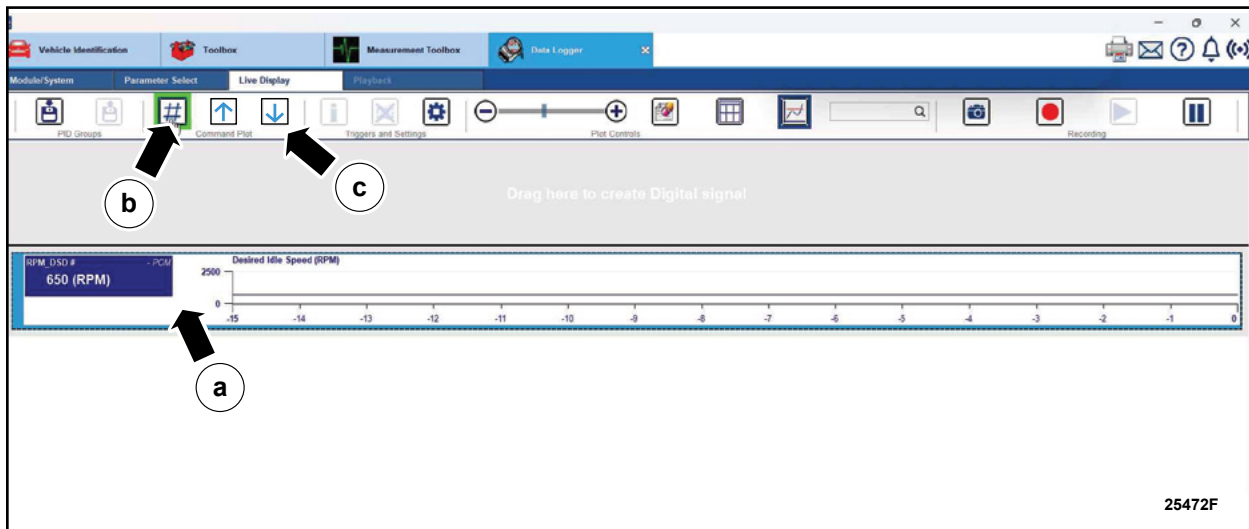 Vehicle Identification
Toolbox
Measurement Toolbox
Data Logger
Module/System
Parameter Select
Live Display
Playback
PID Groups
Command Plot
Triggers and Settings
Plot Controls
Recording
b
c
Drag here to create Digital signal
RPM_DSD # - PCM
650 (RPM)
Desired Idle Speed (RPM)
2500
0
-15 -14 -13 -12 -11 -10 -9 -8 -7 -6 -5 -4 -3 -2 -1 0
a
25472F